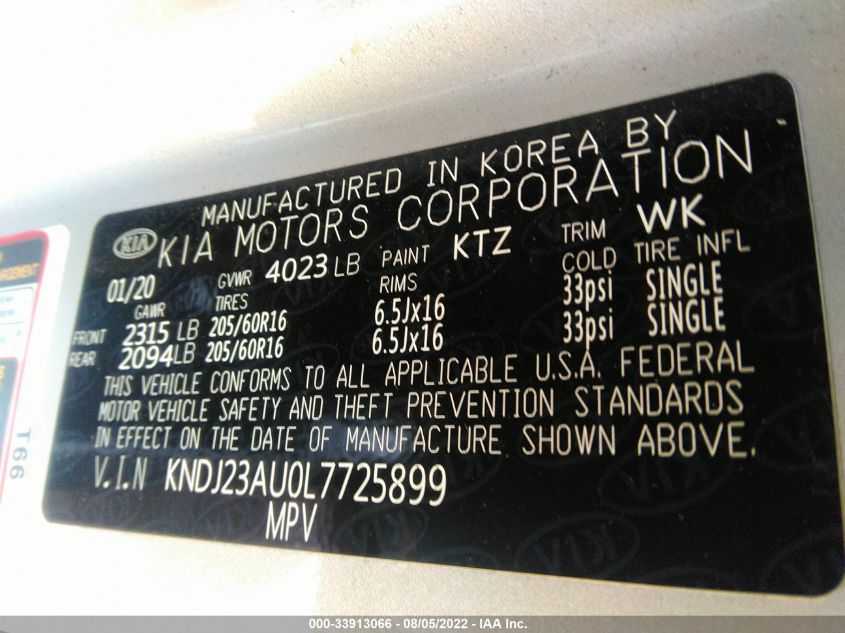 MANUFACTURED IN KOREA BY
KIA KIA MOTORS CORPORATION
01/20 GVWR 4023 LB PAINT KTZ TRIM WK
GAWR TIRES RIMS COLD TIRE INFL
FRONT 2315 LB 205/60R16 6.5Jx16 33psi SINGLE
REAR 2094 LB 205/60R16 6.5Jx16 33psi SINGLE
THIS VEHICLE CONFORMS TO ALL APPLICABLE U.S.A. FEDERAL
MOTOR VEHICLE SAFETY AND THEFT PREVENTION STANDARDS
IN EFFECT ON THE DATE OF MANUFACTURE SHOWN ABOVE.
V.I.N KNDJ23AU0L7725899
MPV
T66
000-33913066 - 08/05/2022 - IAA Inc.